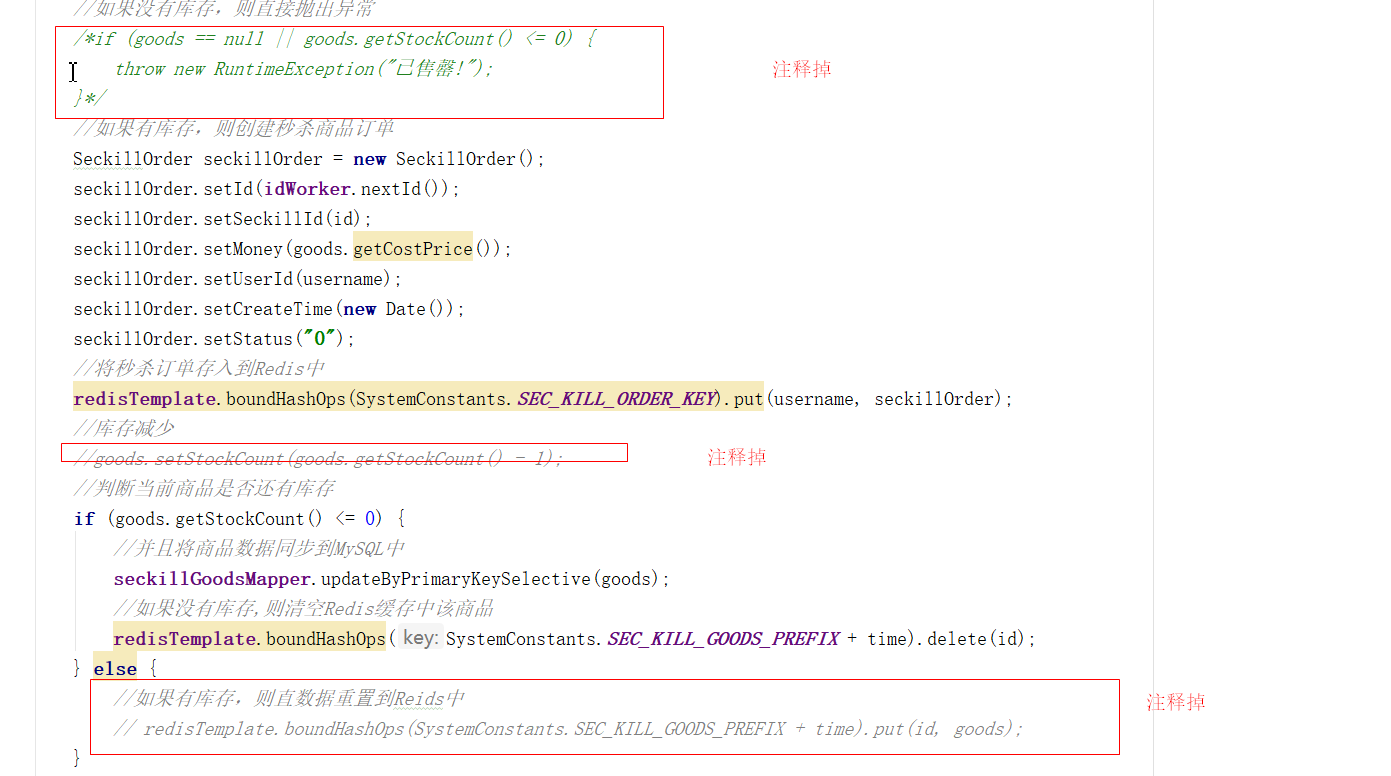 //如果没有库存，则直接抛出异常
/*if (goods == null || goods.getStockCount() <= 0) {
throw new RuntimeException("已售罄!"); 注释掉
}*/
//如果有库存，则创建秒杀商品订单
SeckillOrder seckillOrder = new SeckillOrder();
seckillOrder.setId(idWorker.nextId());
seckillOrder.setSeckillId(id);
seckillOrder.setMoney(goods.getCostPrice());
seckillOrder.setUserId(username);
seckillOrder.setCreateTime(new Date());
seckillOrder.setStatus("0");
//将秒杀订单存入到Redis中
redisTemplate.boundHashOps(SystemConstants.SEC_KILL_ORDER_KEY).put(username, seckillOrder);
//库存减少
//goods.setStockCount(goods.getStockCount() - 1); 注释掉
//判断当前商品是否还有库存
if (goods.getStockCount() <= 0) {
//并且将商品数据同步到MySQL中
seckillGoodsMapper.updateByPrimaryKeySelective(goods);
//如果没有库存,则清空Redis缓存中该商品
redisTemplate.boundHashOps( key: SystemConstants.SEC_KILL_GOODS_PREFIX + time).delete(id);
} else {
//如果有库存，则直数据重置到Reids中 注释掉
// redisTemplate.boundHashOps(SystemConstants.SEC_KILL_GOODS_PREFIX + time).put(id, goods);
}